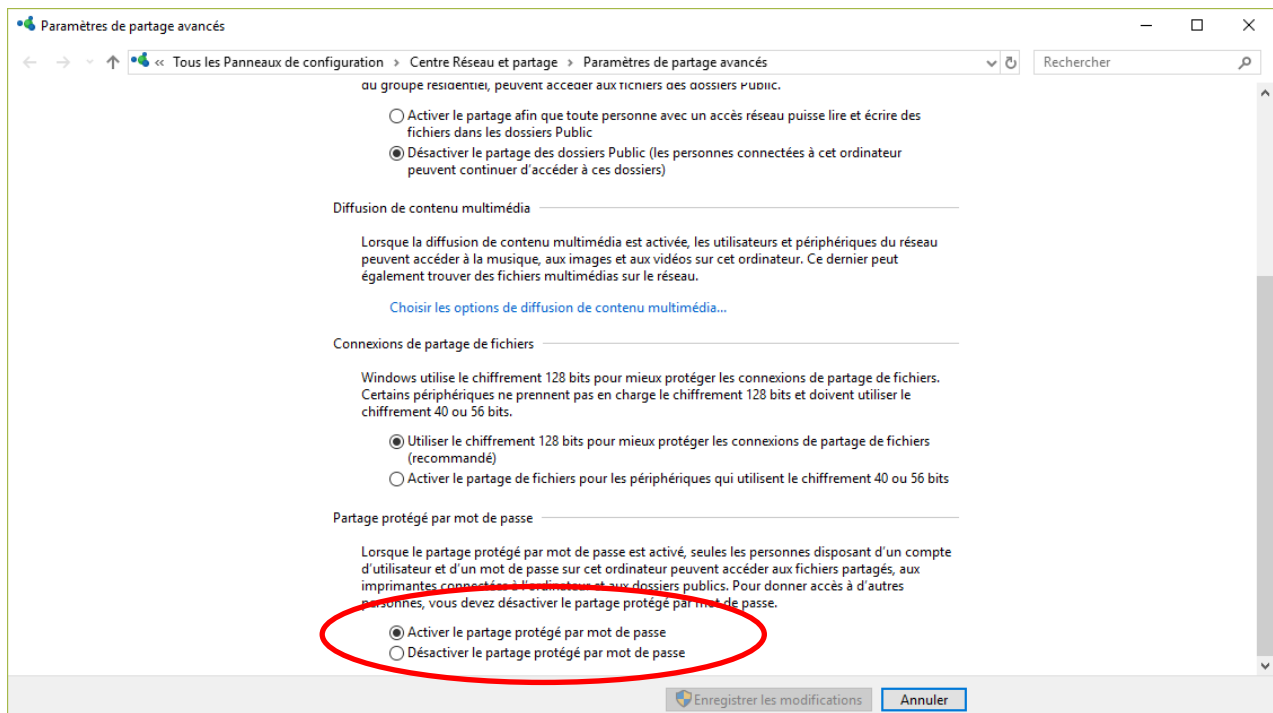 Paramètres de partage avancés
« Tous les Panneaux de configuration > Centre Réseau et partage > Paramètres de partage avancés
Rechercher
du groupe résidentiel, peuvent accéder aux fichiers des dossiers Public.
Activer le partage afin que toute personne avec un accès réseau puisse lire et écrire des
fichiers dans les dossiers Public
Désactiver le partage des dossiers Public (les personnes connectées à cet ordinateur
peuvent continuer d'accéder à ces dossiers)
Diffusion de contenu multimédia
Lorsque la diffusion de contenu multimédia est activée, les utilisateurs et périphériques du réseau
peuvent accéder à la musique, aux images et aux vidéos sur cet ordinateur. Ce dernier peut
également trouver des fichiers multimédias sur le réseau.
Choisir les options de diffusion de contenu multimédia...
Connexions de partage de fichiers
Windows utilise le chiffrement 128 bits pour mieux protéger les connexions de partage de fichiers.
Certains périphériques ne prennent pas en charge le chiffrement 128 bits et doivent utiliser le
chiffrement 40 ou 56 bits.
Utiliser le chiffrement 128 bits pour mieux protéger les connexions de partage de fichiers
(recommandé)
Activer le partage de fichiers pour les périphériques qui utilisent le chiffrement 40 ou 56 bits
Partage protégé par mot de passe
Lorsque le partage protégé par mot de passe est activé, seules les personnes disposant d'un compte
d'utilisateur et d'un mot de passe sur cet ordinateur peuvent accéder aux fichiers partagés, aux
imprimantes connectées à l'ordinateur et aux dossiers publics. Pour donner accès à d'autres
personnes, vous devez désactiver le partage protégé par mot de passe.
Activer le partage protégé par mot de passe
Désactiver le partage protégé par mot de passe
Enregistrer les modifications
Annuler